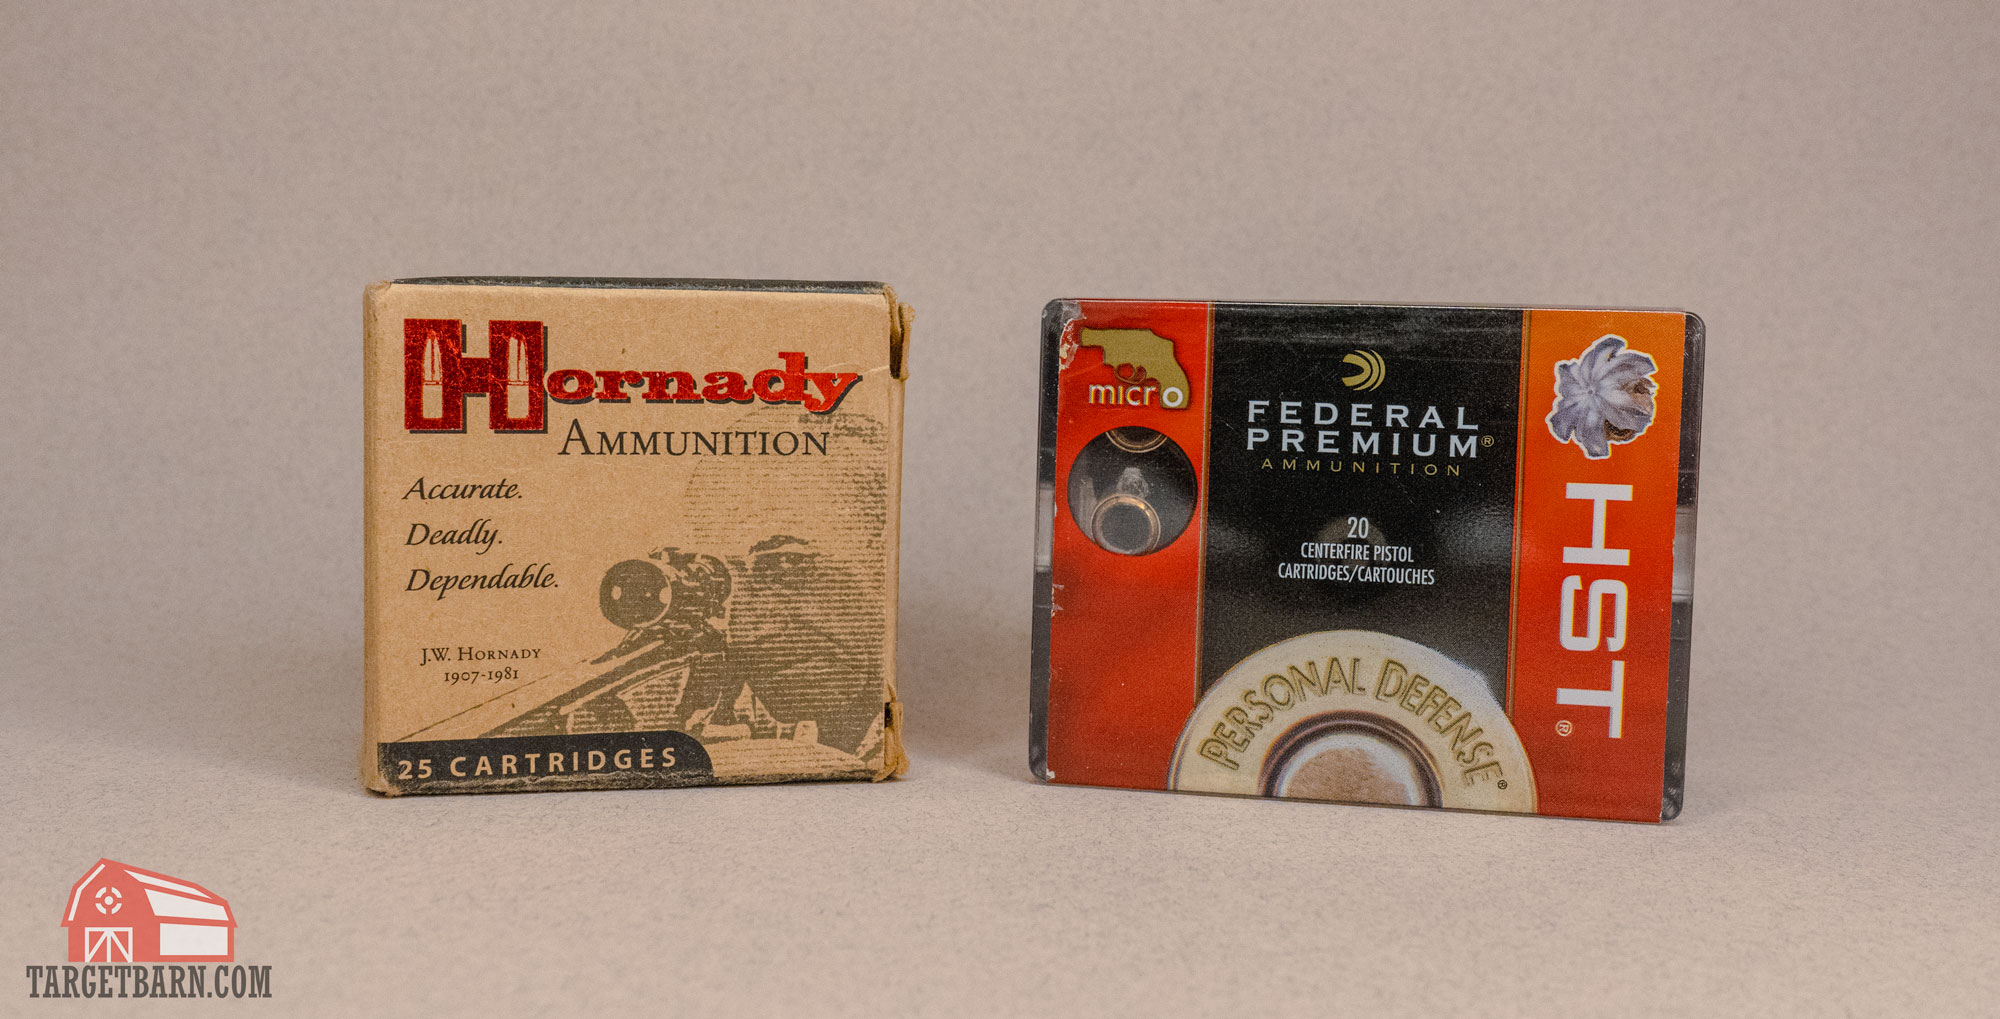 Hornady
AMMUNITION
Accurate.
Deadly.
Dependable.
J.W. HORNADY
1907-1981
25 CARTRIDGES
micro
FEDERAL
PREMIUM®
AMMUNITION
20
CENTERFIRE PISTOL
CARTRIDGES/CARTOUCHES
PERSONAL DEFENSE®
HST®
TARGETBARN.COM